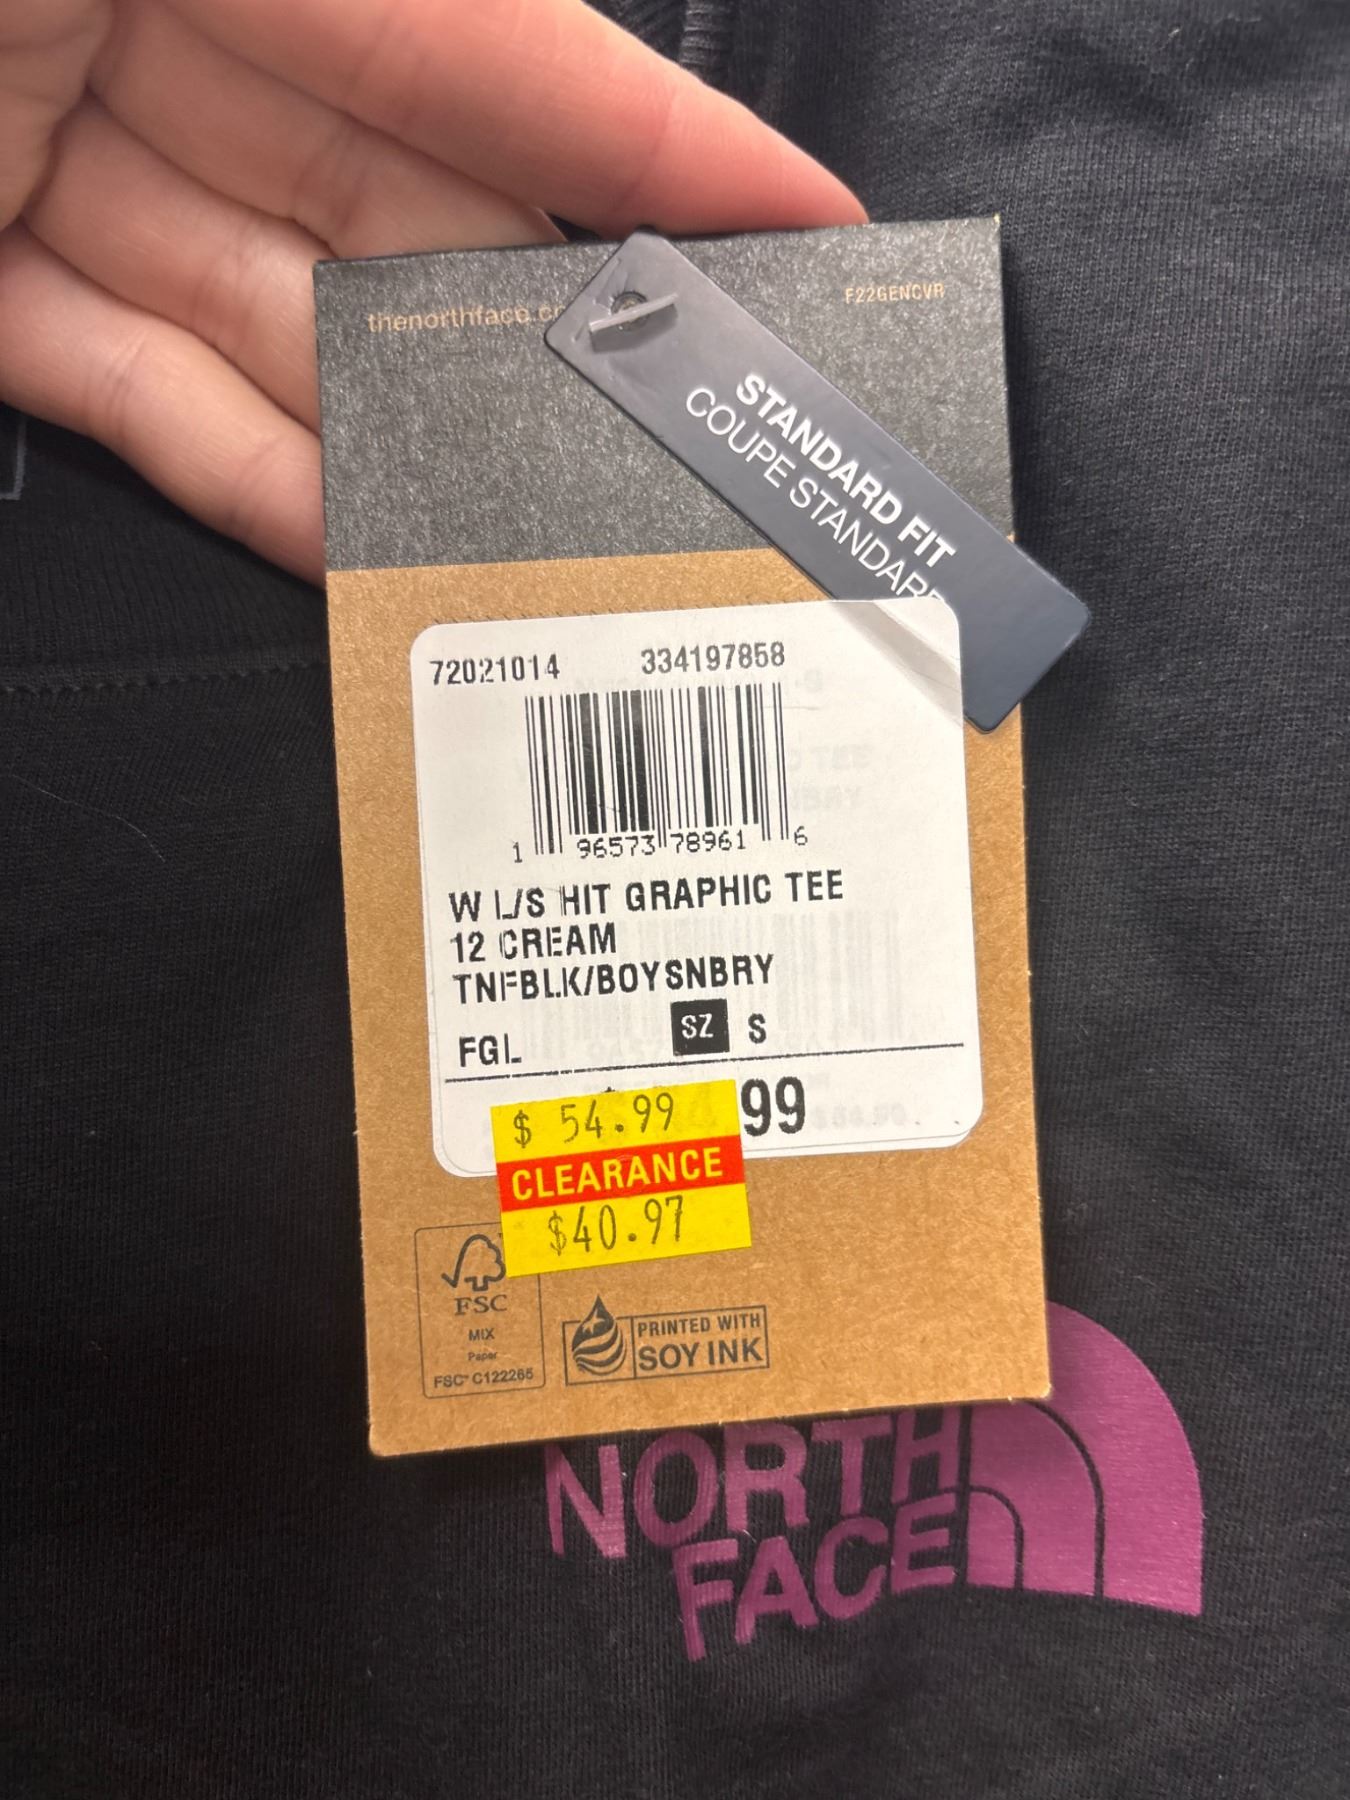 thenorthface.c
F22GENCVR
STANDARD FIT
COUPE STANDARD
72021014 334197858
1 96573 78961 6
W L/S HIT GRAPHIC TEE
12 CREAM
TNFBLK/BOYSNBRY
FGL SZ S
99
$ 54.99
CLEARANCE
$40.97
FSC
MIX
Paper
FSC® C122265
PRINTED WITH
SOY INK
NORTH
FACE